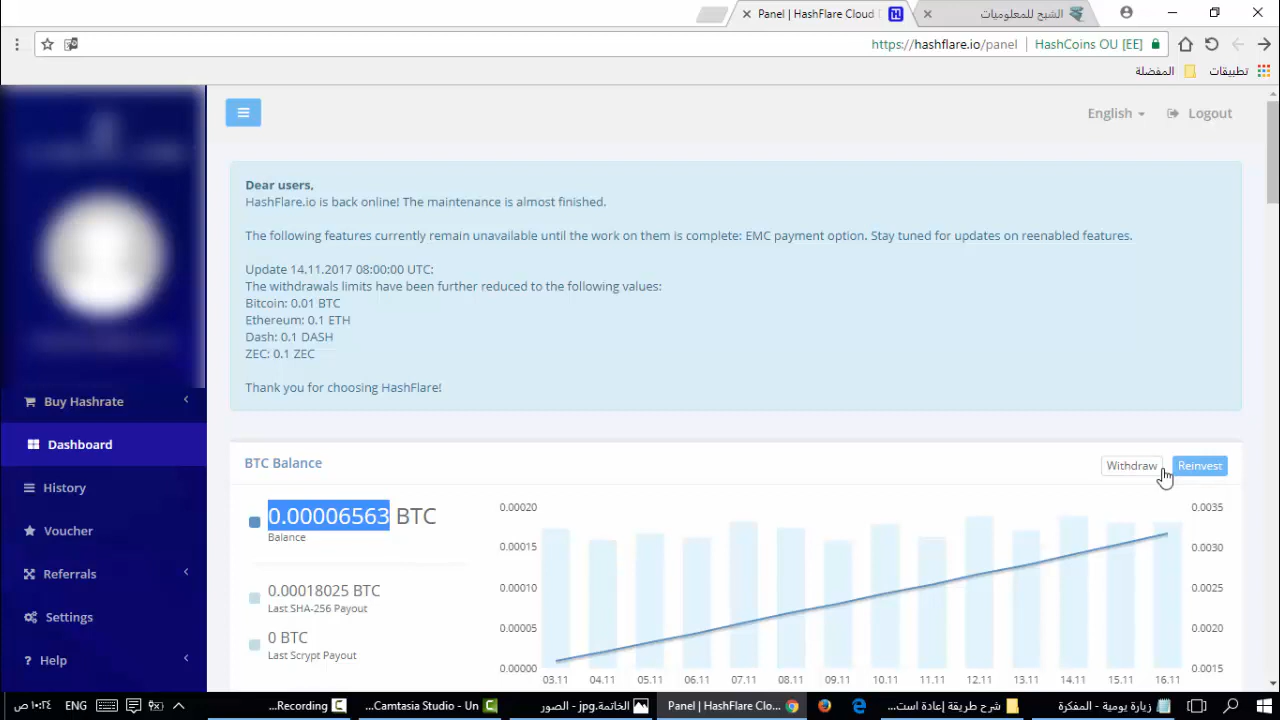 Panel | HashFlare Cloud
الشبح للمعلوميات
https://hashflare.io/panel
HashCoins OU [EE]
المفضلة
تطبيقات
English
Logout
Dear users,
HashFlare.io is back online! The maintenance is almost finished.
The following features currently remain unavailable until the work on them is complete: EMC payment option. Stay tuned for updates on reenabled features.
Update 14.11.2017 08:00:00 UTC:
The withdrawals limits have been further reduced to the following values:
Bitcoin: 0.01 BTC
Ethereum: 0.1 ETH
Dash: 0.1 DASH
ZEC: 0.1 ZEC
Thank you for choosing HashFlare!
Buy Hashrate
Dashboard
History
Voucher
Referrals
Settings
Help
BTC Balance
Withdraw
Reinvest
0.00006563 BTC
Balance
0.00018025 BTC
Last SHA-256 Payout
0 BTC
Last Scrypt Payout
0.00020
0.00015
0.00010
0.00005
0.00000
0.0035
0.0030
0.0025
0.0020
0.0015
03.11 04.11 05.11 06.11 07.11 08.11 09.11 10.11 11.11 12.11 13.11 14.11 15.11 16.11
١٠:٢٤ ص
ENG
...Recording
...Camtasia Studio - Un
الخاتمة.jpg - الصور
Panel | HashFlare Clo...
شرح طريقة إعادة است...
زيارة يومية - المفكرة